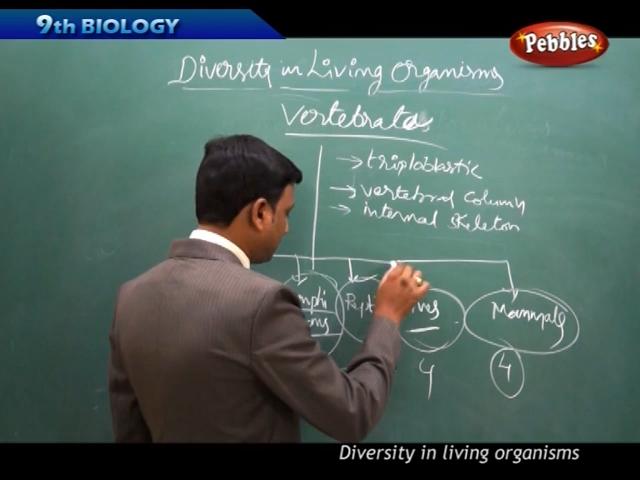 9th BIOLOGY
Pebbles
Diversity in Living Organisms
Vertebrata
→ triploblastic
→ vertebral column
→ internal skeleton
Mammals
4
4
Diversity in living organisms